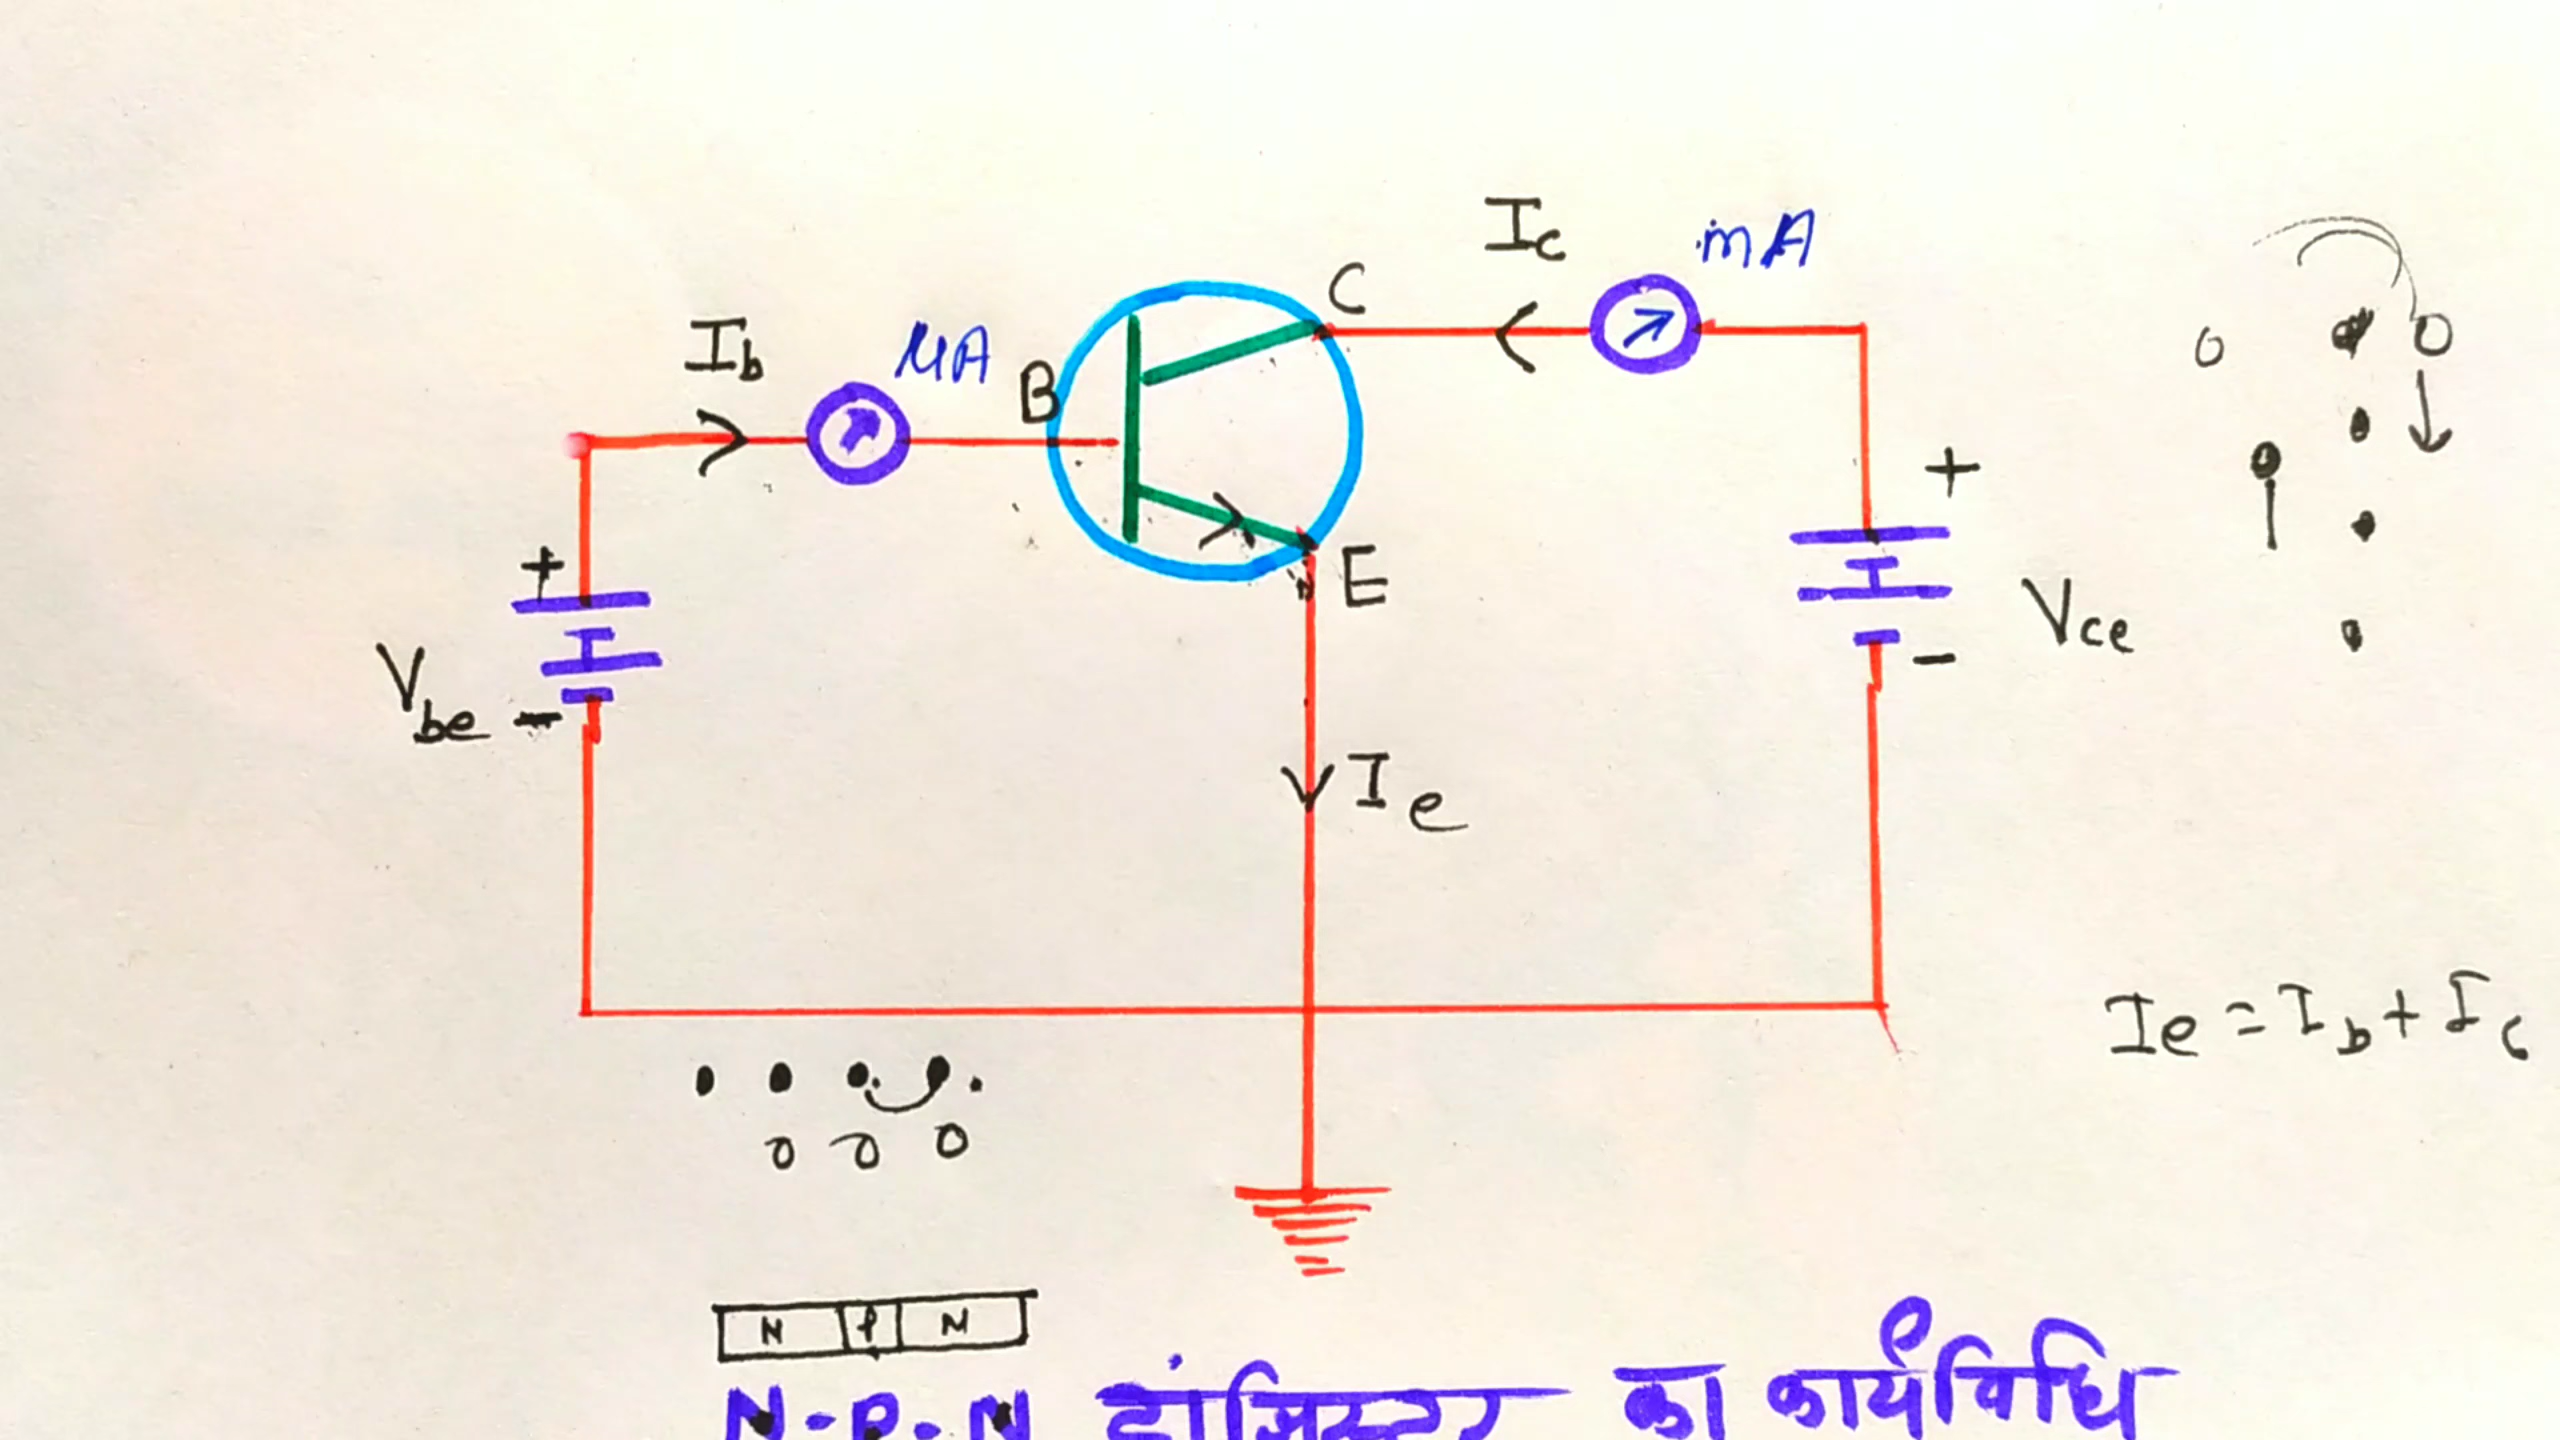 Ic mA
C
Ib μA
B
+
+
E
Vce
Vbe
-
-
Ie
Ie = Ib + Ic
N P N
N-P-N ट्रांजिस्टर का कार्यविधि